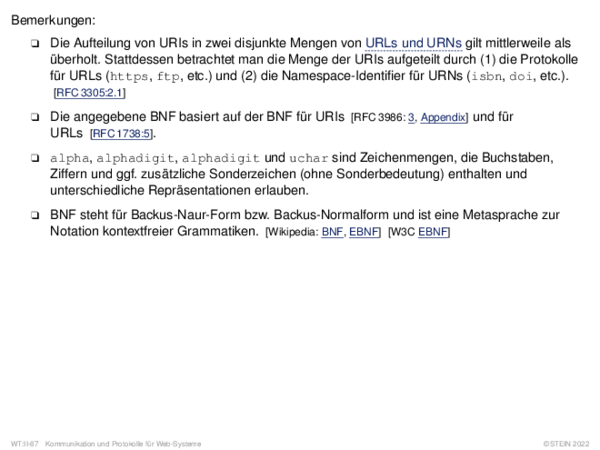 Bemerkungen:
❑ Die Aufteilung von URIs in zwei disjunkte Mengen von URLs und URNs gilt mittlerweile als
überholt. Stattdessen betrachtet man die Menge der URIs aufgeteilt durch (1) die Protokolle
für URLs (https, ftp, etc.) und (2) die Namespace-Identifier für URNs (isbn, doi, etc.).
[RFC 3305:2.1]
❑ Die angegebene BNF basiert auf der BNF für URIs [RFC 3986: 3, Appendix] und für
URLs [RFC 1738:5].
❑ alpha, alphadigit, alphadigit und uchar sind Zeichenmengen, die Buchstaben,
Ziffern und ggf. zusätzliche Sonderzeichen (ohne Sonderbedeutung) enthalten und
unterschiedliche Repräsentationen erlauben.
❑ BNF steht für Backus-Naur-Form bzw. Backus-Normalform und ist eine Metasprache zur
Notation kontextfreier Grammatiken. [Wikipedia: BNF, EBNF] [W3C EBNF]
WT:II-87 Kommunikation und Protokolle für Web-Systeme ©STEIN 2022